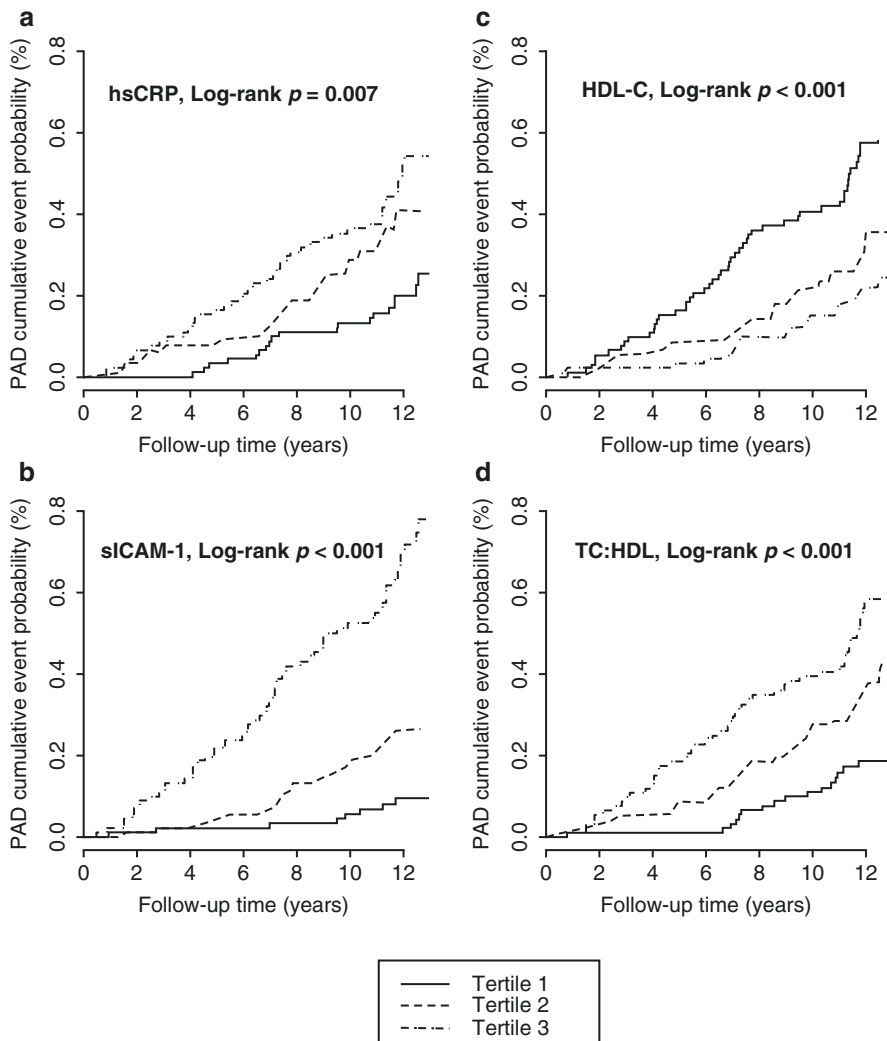 a
PAD cumulative event probability (%)
0.8
0.6
0.4
0.2
0.0
hsCRP, Log-rank p = 0.007
0 2 4 6 8 10 12
Follow-up time (years)
c
PAD cumulative event probability (%)
0.8
0.6
0.4
0.2
0.0
HDL-C, Log-rank p < 0.001
0 2 4 6 8 10 12
Follow-up time (years)
b
PAD cumulative event probability (%)
0.8
0.6
0.4
0.2
0.0
sICAM-1, Log-rank p < 0.001
0 2 4 6 8 10 12
Follow-up time (years)
d
PAD cumulative event probability (%)
0.8
0.6
0.4
0.2
0.0
TC:HDL, Log-rank p < 0.001
0 2 4 6 8 10 12
Follow-up time (years)
Tertile 1
Tertile 2
Tertile 3